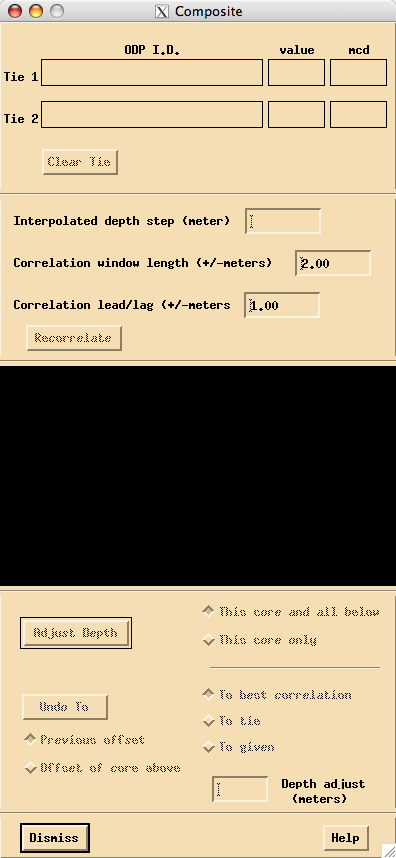 X Composite
ODP I.D. value mcd
Tie 1
Tie 2
Clear Tie
Interpolated depth step (meter)
Correlation window length (+/-meters) 2.00
Correlation lead/lag (+/-meters 1.00
Recorrelate
This core and all below
Adjust Depth
This core only
To best correlation
Undo To
To tie
Previous offset
To given
Offset of core above
Depth adjust
(meters)
Dismiss Help